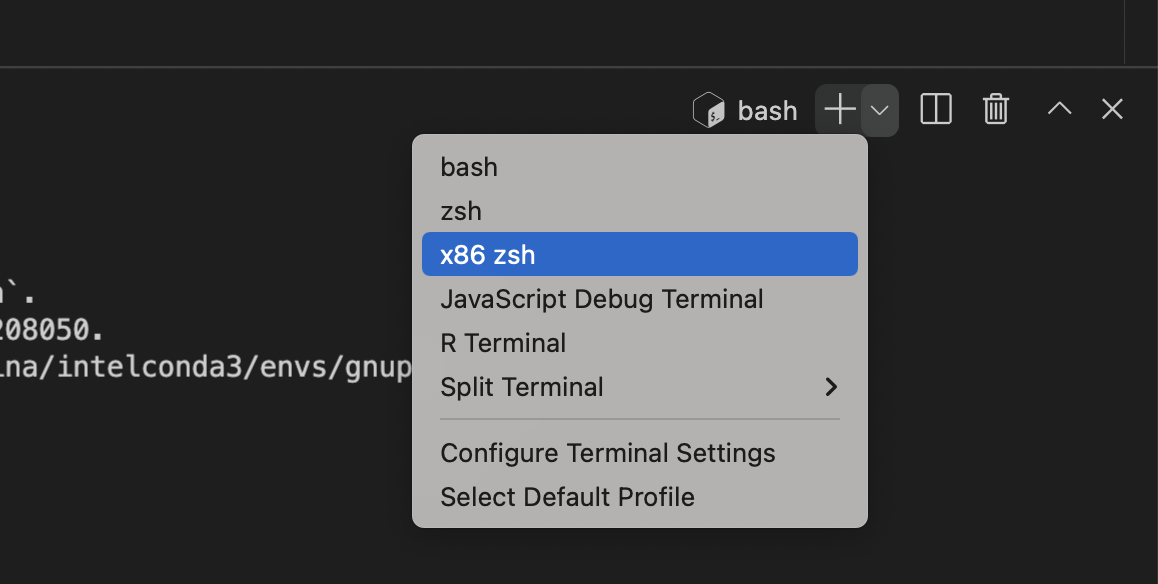 bash
bash
zsh
x86 zsh
JavaScript Debug Terminal
R Terminal
Split Terminal
Configure Terminal Settings
Select Default Profile
`.
208050.
ina/intelconda3/envs/gnup